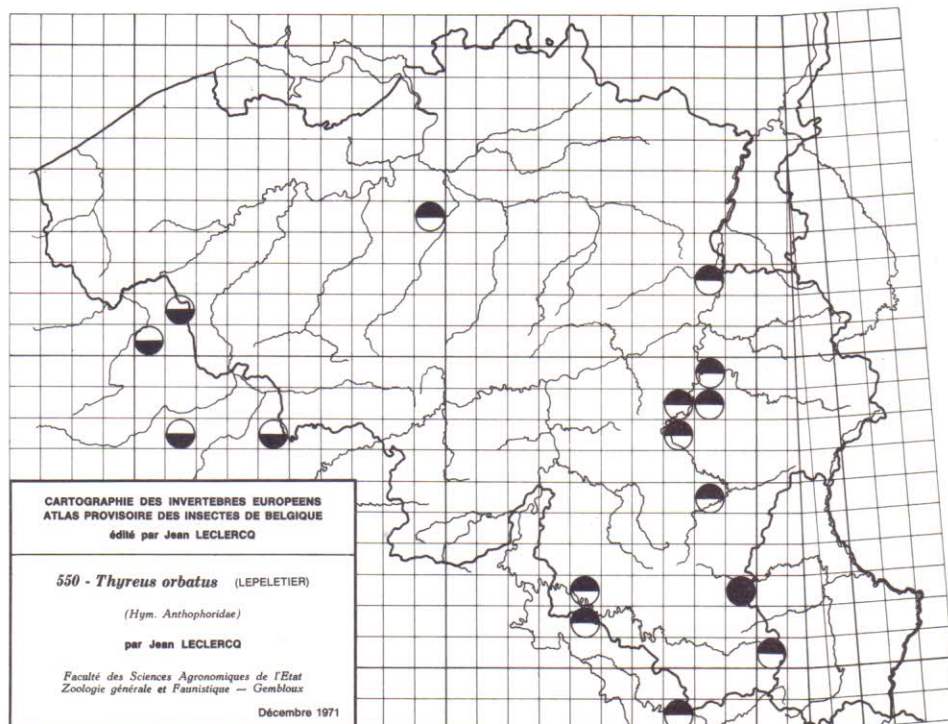 CARTOGRAPHIE DES INVERTEBRES EUROPEENS
ATLAS PROVISOIRE DES INSECTES DE BELGIQUE
édité par Jean LECLERCQ
550 - Thyreus orbatus (LEPELETIER)
(Hym. Anthophoridae)
par Jean LECLERCQ
Faculté des Sciences Agronomiques de l'Etat
Zoologie générale et Faunistique — Gembloux
Décembre 1971